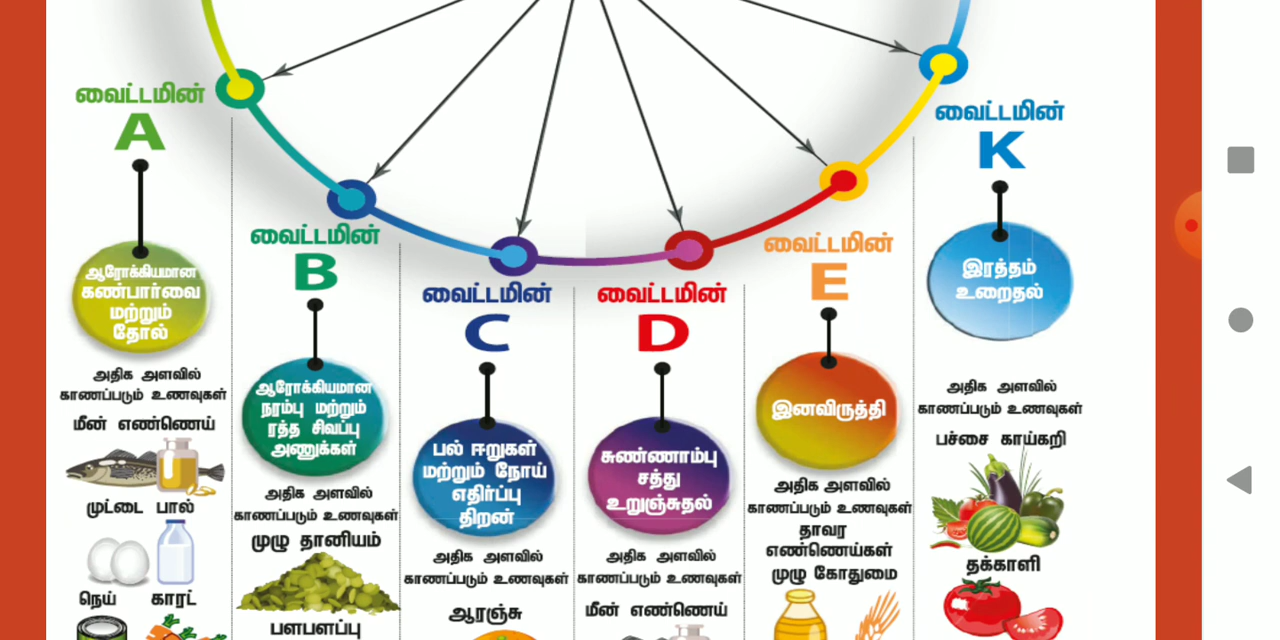 வைட்டமின்
A
ஆரோக்கியமான
கண்பார்வை
மற்றும்
தோல்
அதிக அளவில்
காணப்படும் உணவுகள்
மீன் எண்ணெய்
முட்டை பால்
நெய் காரட்
வைட்டமின்
B
ஆரோக்கியமான
நரம்பு மற்றும்
ரத்த சிவப்பு
அணுக்கள்
அதிக அளவில்
காணப்படும் உணவுகள்
முழு தானியம்
பளபளப்பு
வைட்டமின்
C
பல் ஈறுகள்
மற்றும் நோய்
எதிர்ப்பு
திறன்
அதிக அளவில்
காணப்படும் உணவுகள்
ஆரஞ்சு
வைட்டமின்
D
சுண்ணாம்பு
சத்து
உறுஞ்சுதல்
அதிக அளவில்
காணப்படும் உணவுகள்
மீன் எண்ணெய்
வைட்டமின்
E
இனவிருத்தி
அதிக அளவில்
காணப்படும் உணவுகள்
தாவர
எண்ணெய்கள்
முழு கோதுமை
வைட்டமின்
K
இரத்தம்
உறைதல்
அதிக அளவில்
காணப்படும் உணவுகள்
பச்சை காய்கறி
தக்காளி